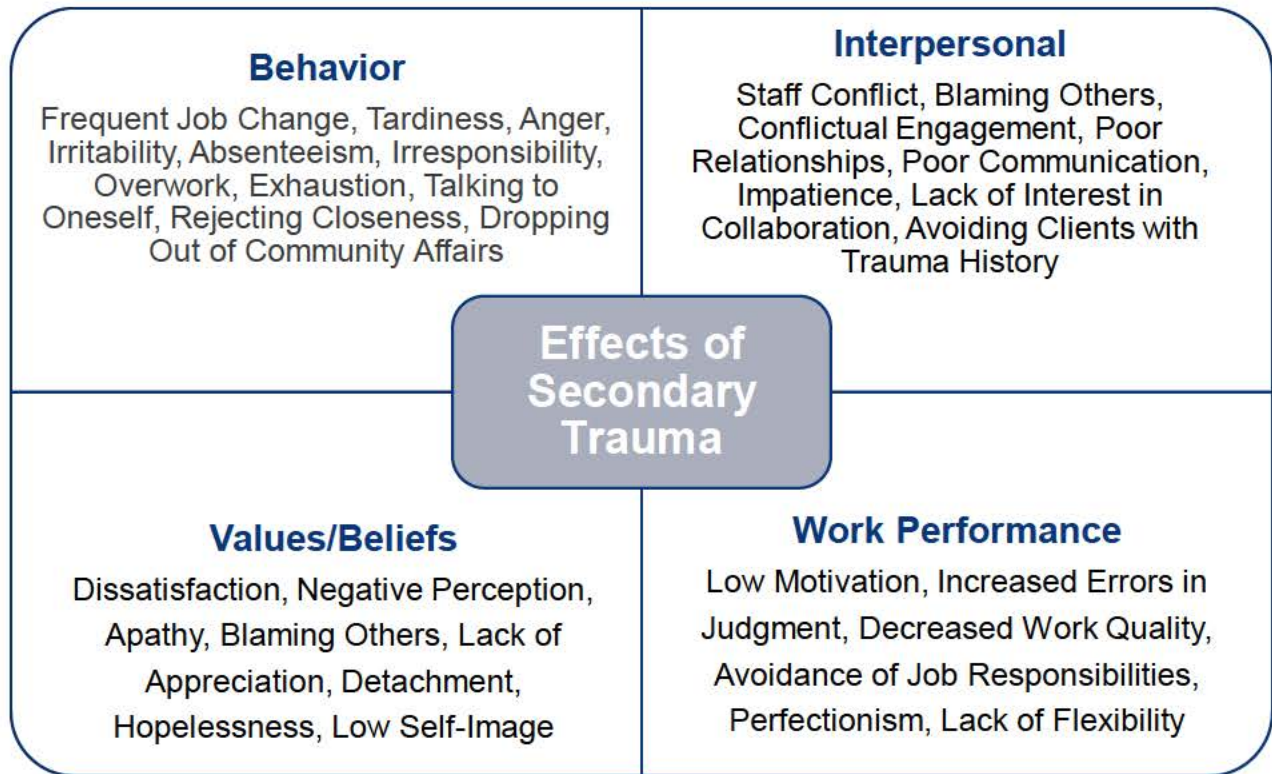 Behavior
Frequent Job Change, Tardiness, Anger,
Irritability, Absenteeism, Irresponsibility,
Overwork, Exhaustion, Talking to
Oneself, Rejecting Closeness, Dropping
Out of Community Affairs
Interpersonal
Staff Conflict, Blaming Others,
Conflictual Engagement, Poor
Relationships, Poor Communication,
Impatience, Lack of Interest in
Collaboration, Avoiding Clients with
Trauma History
Effects of
Secondary
Trauma
Values/Beliefs
Dissatisfaction, Negative Perception,
Apathy, Blaming Others, Lack of
Appreciation, Detachment,
Hopelessness, Low Self-Image
Work Performance
Low Motivation, Increased Errors in
Judgment, Decreased Work Quality,
Avoidance of Job Responsibilities,
Perfectionism, Lack of Flexibility